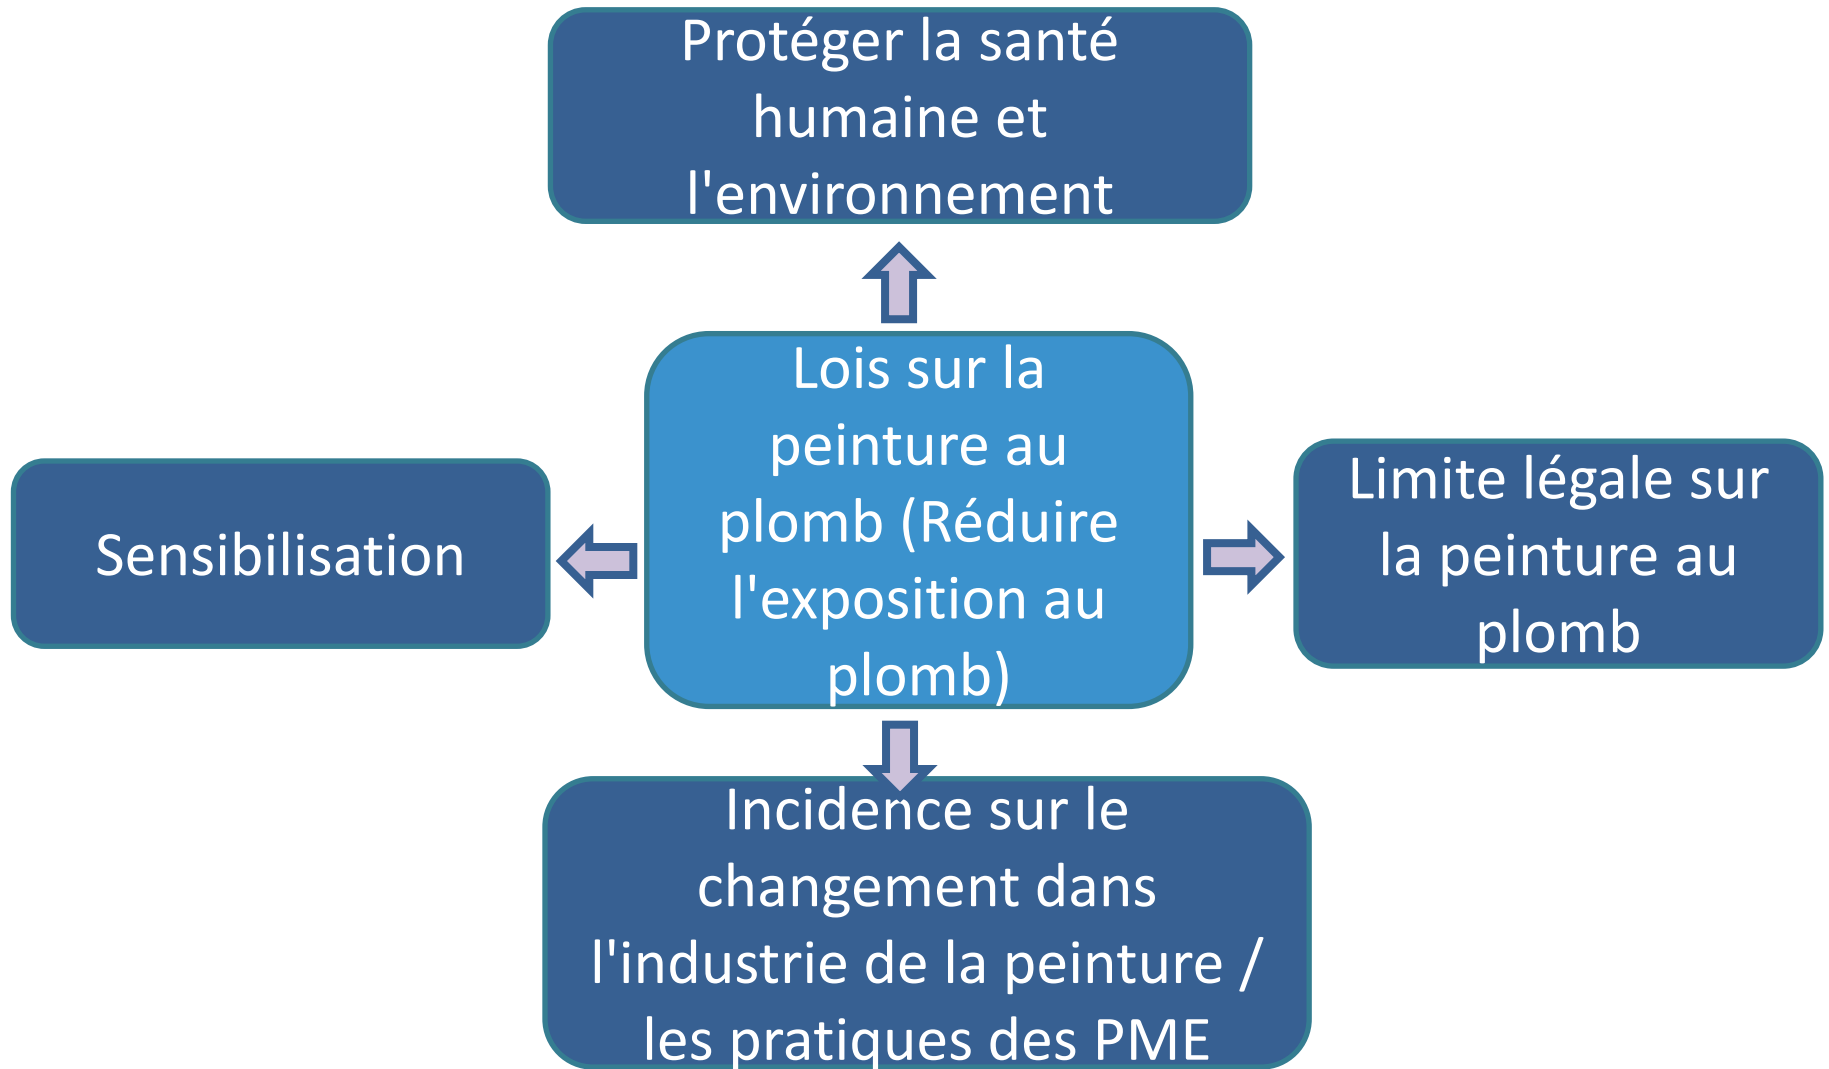 Protéger la santé
humaine et
l'environnement
Lois sur la
peinture au
plomb (Réduire
l'exposition au
plomb)
Sensibilisation
Limite légale sur
la peinture au
plomb
Incidence sur le
changement dans
l'industrie de la peinture /
les pratiques des PME